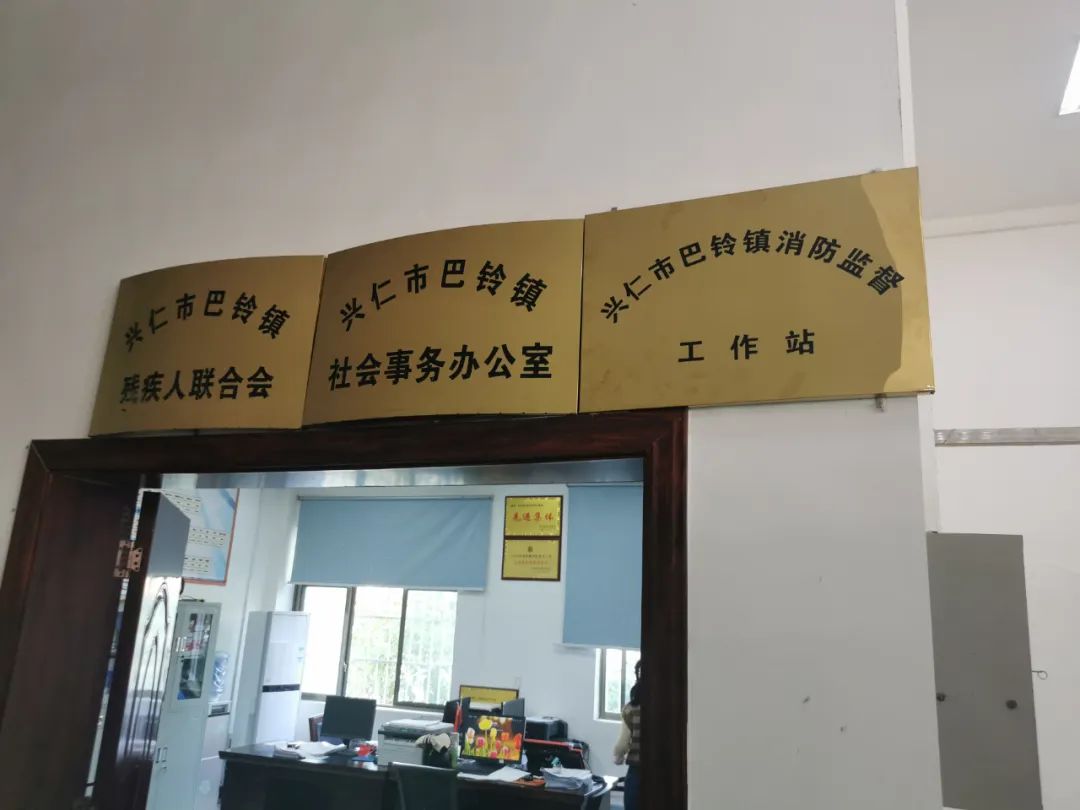 兴仁市巴铃镇
残疾人联合会
兴仁市巴铃镇
社会事务办公室
兴仁市巴铃镇消防监督
工作站
先进集体